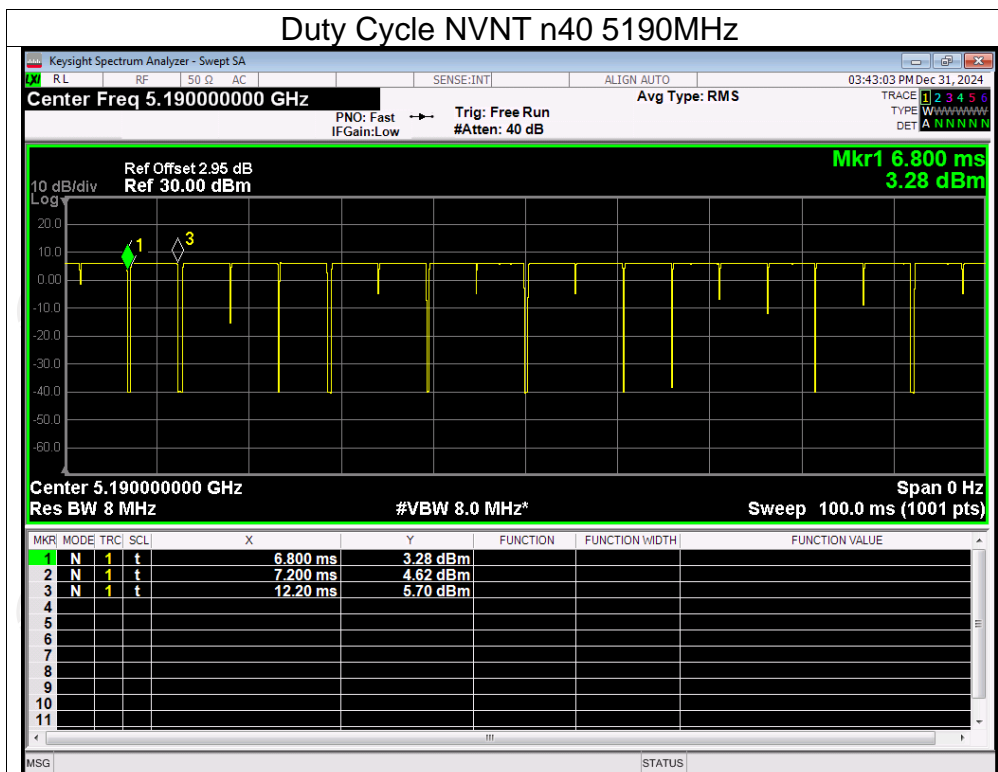 Duty Cycle NVNT n40 5190MHz
Keysight Spectrum Analyzer - Swept SA
LXI RL RF 50 Ω AC SENSE:INT ALIGN AUTO 03:43:03 PM Dec 31, 2024
Center Freq 5.190000000 GHz Avg Type: RMS TRACE 1 2 3 4 5 6
PNO: Fast Trig: Free Run TYPE WWWWWW
IFGain:Low #Atten: 40 dB DET A N N N N N
Ref Offset 2.95 dB Mkr1 6.800 ms
10 dB/div Ref 30.00 dBm 3.28 dBm
Log
20.0
1 3
10.0
0.00
-10.0
-20.0
-30.0
-40.0
-50.0
-60.0
Center 5.190000000 GHz Span 0 Hz
Res BW 8 MHz #VBW 8.0 MHz* Sweep 100.0 ms (1001 pts)
MKR MODE TRC SCL X Y FUNCTION FUNCTION WIDTH FUNCTION VALUE
1 N 1 t 6.800 ms 3.28 dBm
2 N 1 t 7.200 ms 4.62 dBm
3 N 1 t 12.20 ms 5.70 dBm
4
5
6
7
8
9
10
11
MSG STATUS